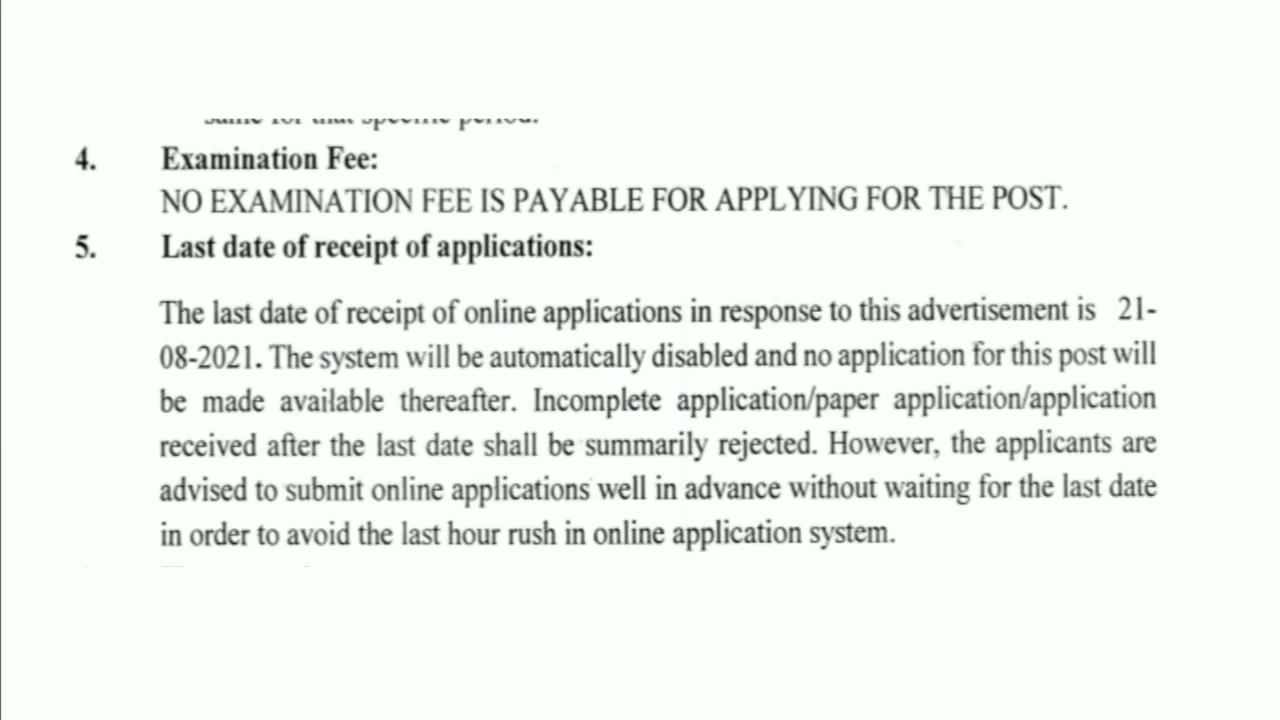 same for that specific period.
4. Examination Fee:
NO EXAMINATION FEE IS PAYABLE FOR APPLYING FOR THE POST.
5. Last date of receipt of applications:
The last date of receipt of online applications in response to this advertisement is 21-
08-2021. The system will be automatically disabled and no application for this post will
be made available thereafter. Incomplete application/paper application/application
received after the last date shall be summarily rejected. However, the applicants are
advised to submit online applications well in advance without waiting for the last date
in order to avoid the last hour rush in online application system.